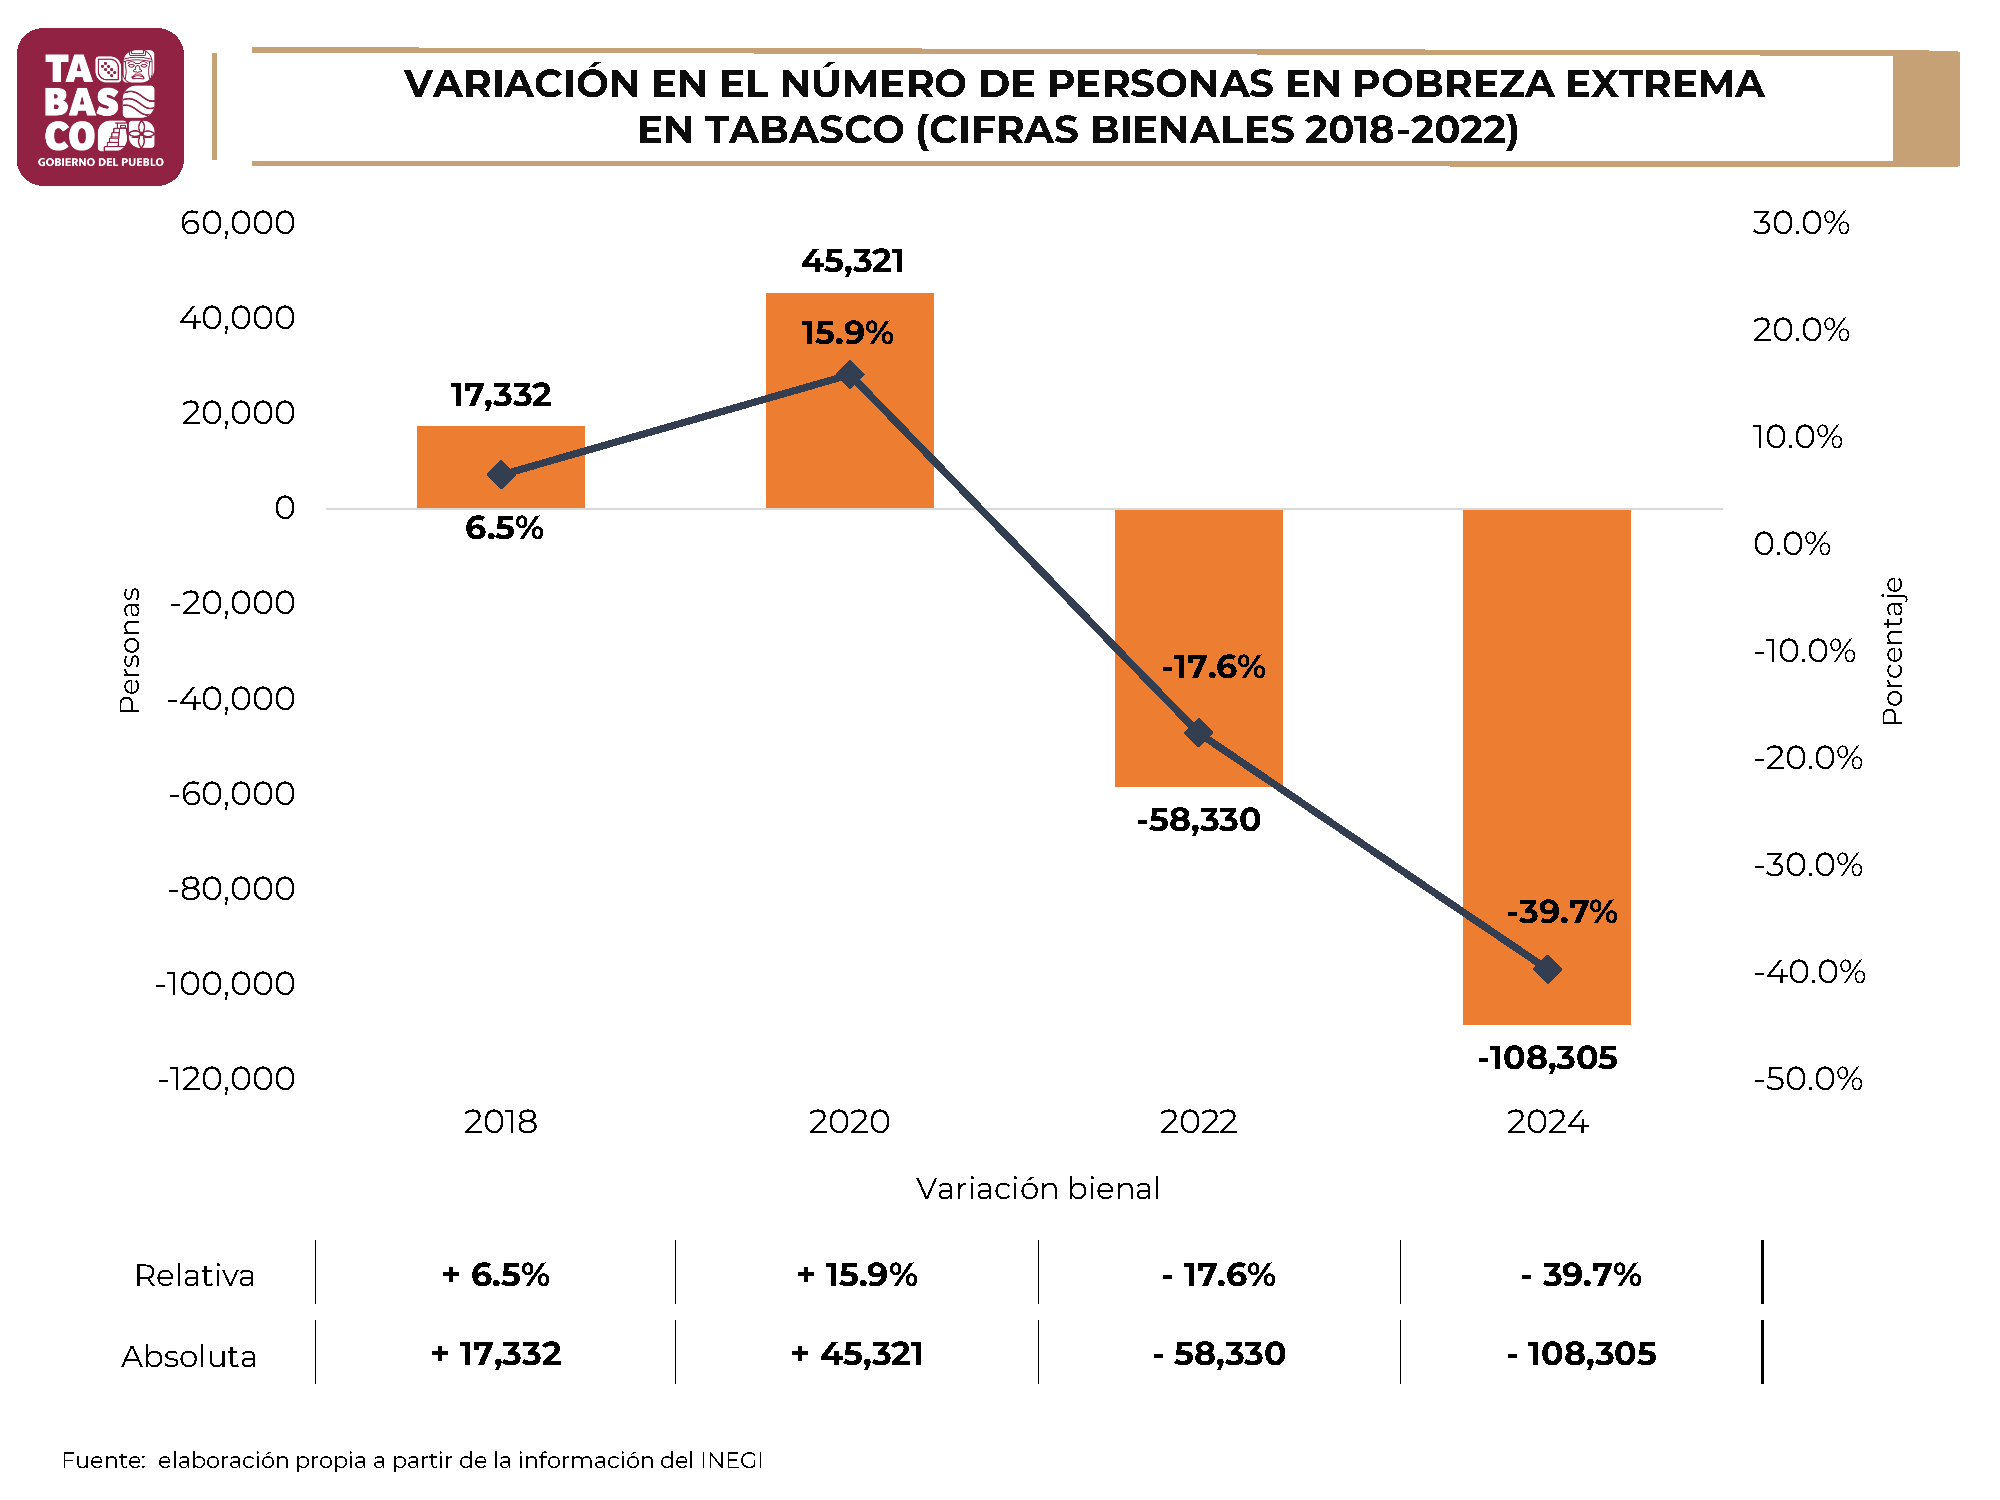 TA
BAS
CO
GOBIERNO DEL PUEBLO
VARIACIÓN EN EL NÚMERO DE PERSONAS EN POBREZA EXTREMA
EN TABASCO (CIFRAS BIENALES 2018-2022)
60,000
40,000
20,000
0
-20,000
-40,000
-60,000
-80,000
-100,000
-120,000
Personas
30.0%
20.0%
10.0%
0.0%
-10.0%
-20.0%
-30.0%
-40.0%
-50.0%
Porcentaje
17,332
6.5%
45,321
15.9%
-17.6%
-58,330
-39.7%
-108,305
2018 2020 2022 2024
Variación bienal
Relativa + 6.5% + 15.9% - 17.6% - 39.7%
Absoluta + 17,332 + 45,321 - 58,330 - 108,305
Fuente: elaboración propia a partir de la información del INEGI